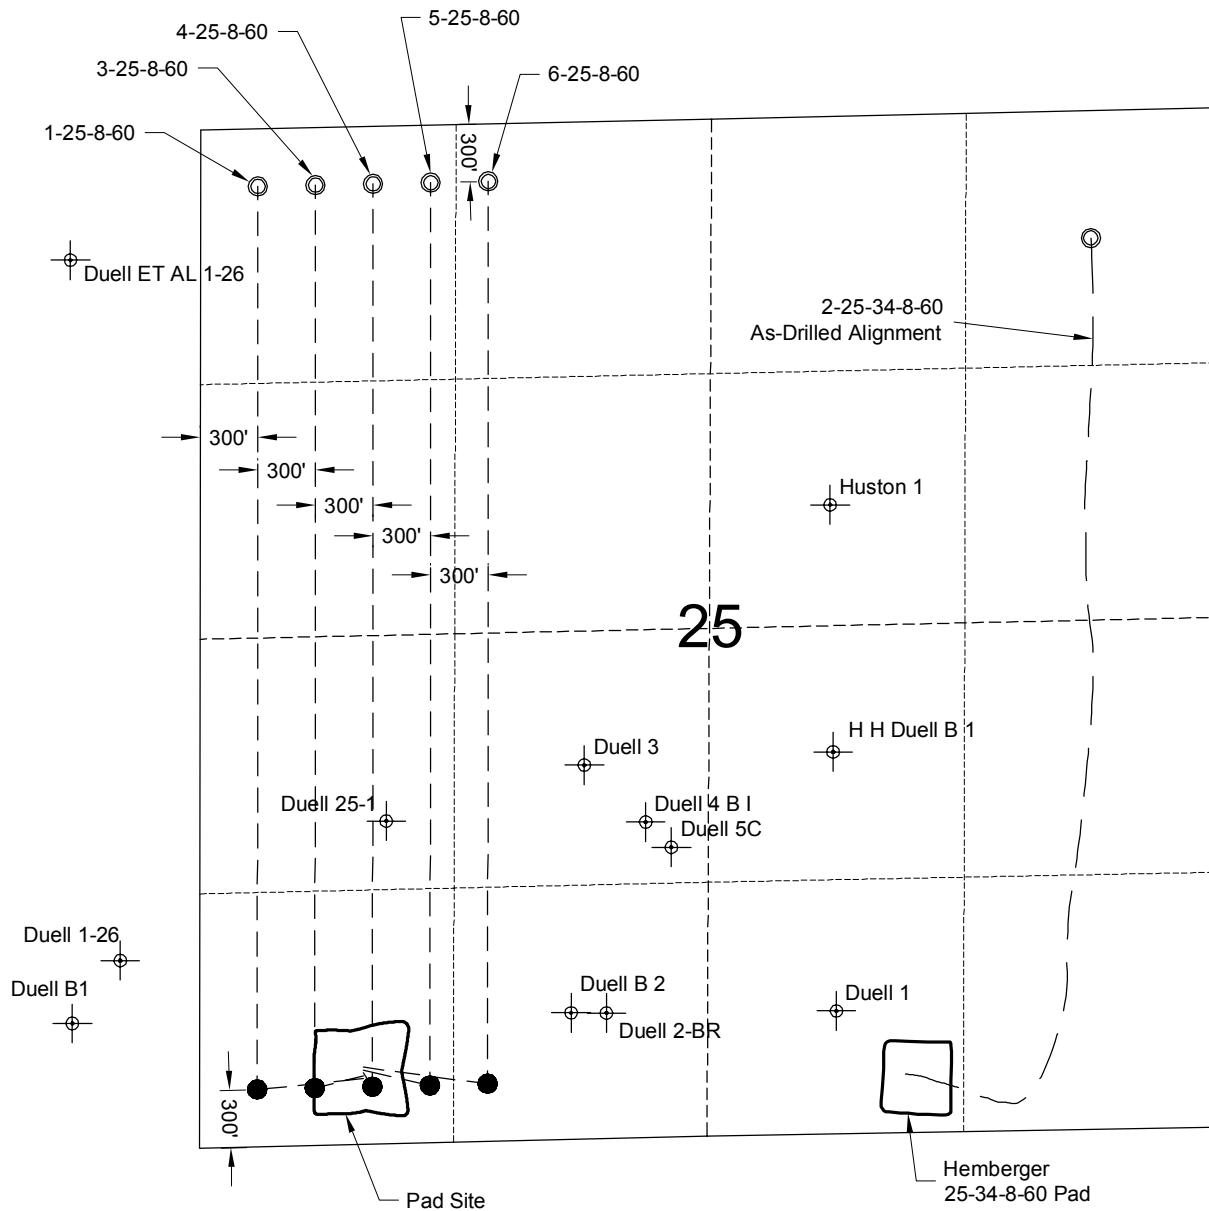 5-25-8-60
4-25-8-60
3-25-8-60
6-25-8-60
1-25-8-60
300'
Duell ET AL 1-26
2-25-34-8-60
As-Drilled Alignment
300'
300'
300'
300'
300'
Huston 1
25
H H Duell B 1
Duell 3
Duell 25-1
Duell 4 B I
Duell 5C
Duell 1-26
Duell B1
Duell B 2
Duell 1
Duell 2-BR
300'
Hemberger
25-34-8-60 Pad
Pad Site